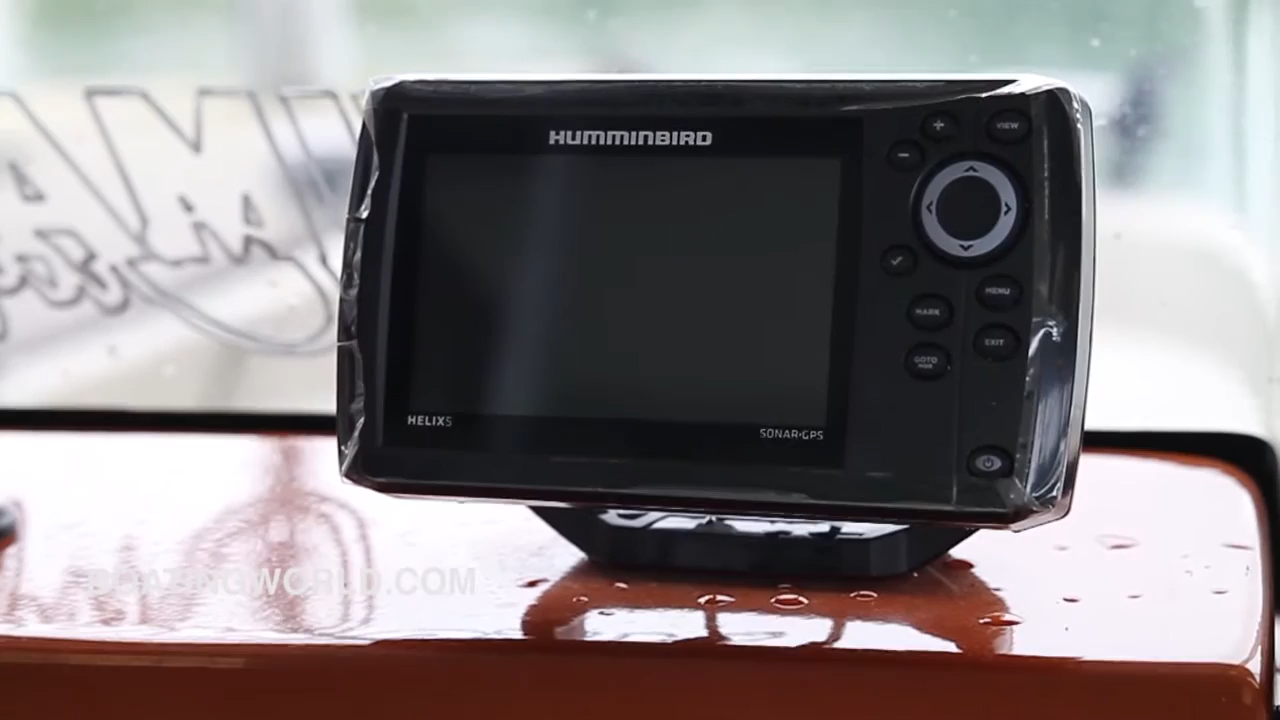 HUMMINBIRD
+
VIEW
-
MENU
MARK
EXIT
GOTO
HELIX5
SONAR·GPS
BOATINGWORLD.COM